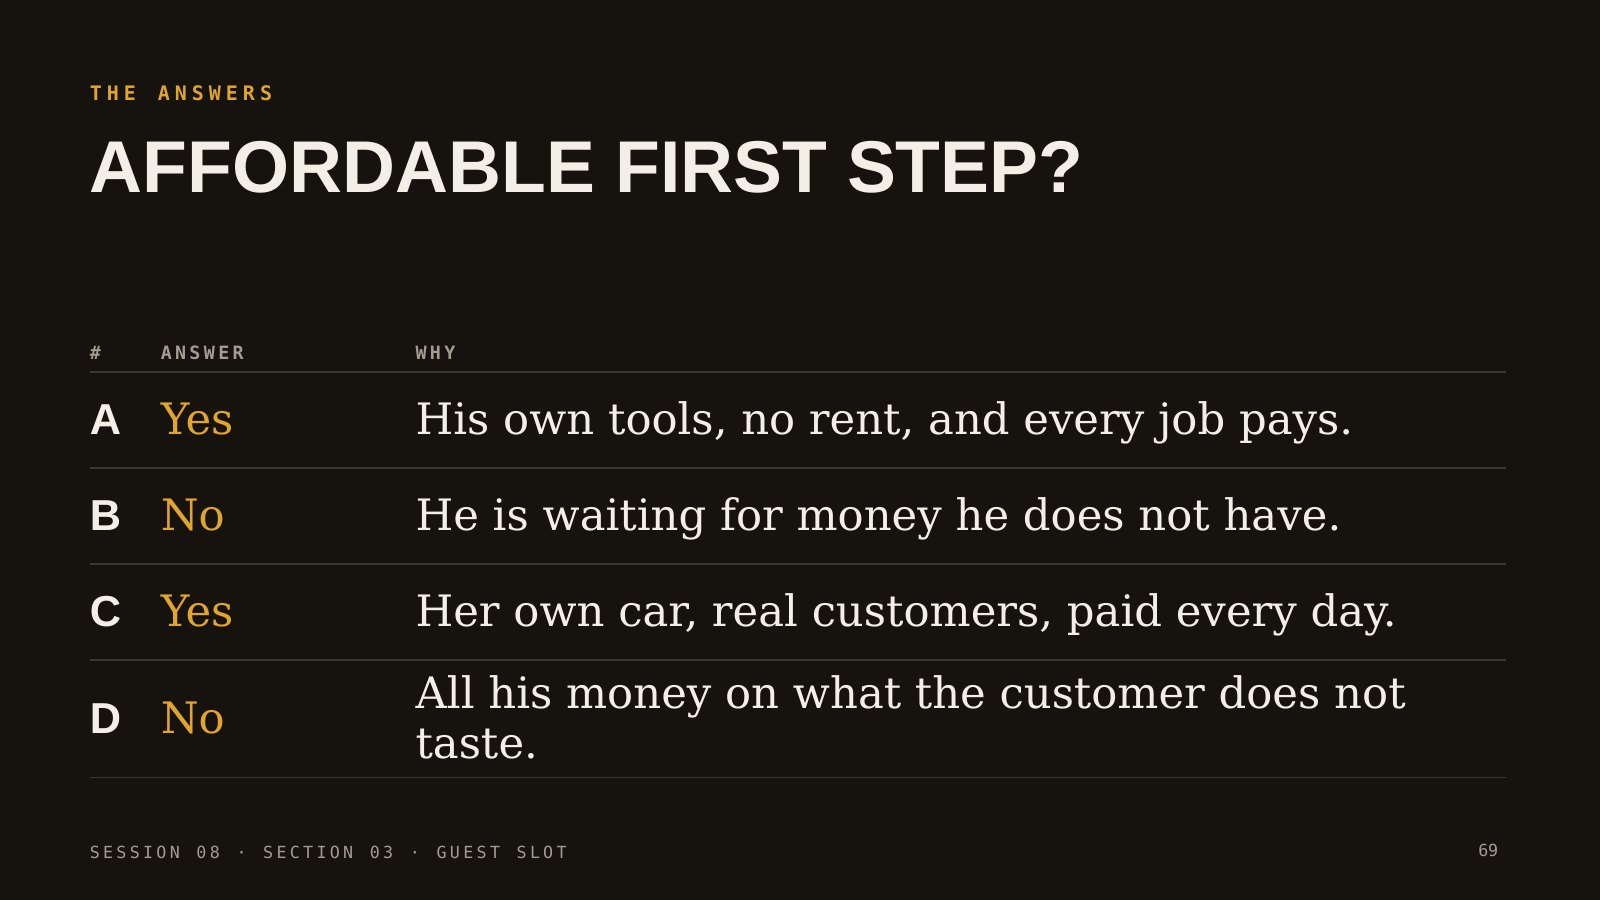 THE ANSWERS
AFFORDABLE FIRST STEP?
# ANSWER WHY
A Yes His own tools, no rent, and every job pays.
B No He is waiting for money he does not have.
C Yes Her own car, real customers, paid every day.
D No All his money on what the customer does not
taste.
SESSION 08 · SECTION 03 · GUEST SLOT 69